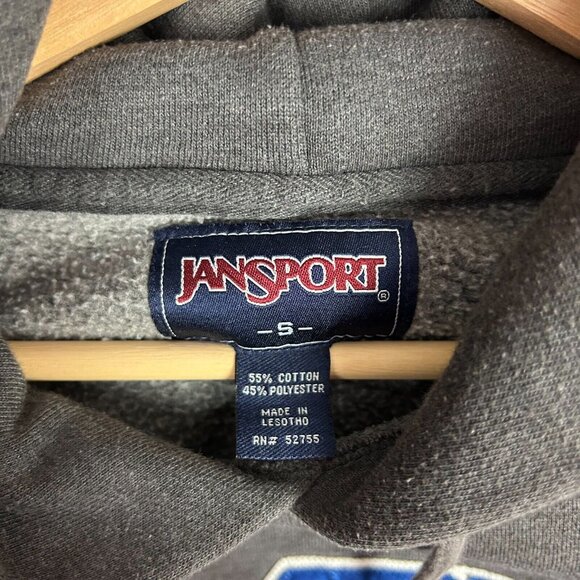 JANSPORT ®
-S-
55% COTTON
45% POLYESTER
MADE IN
LESOTHO
RN# 52755